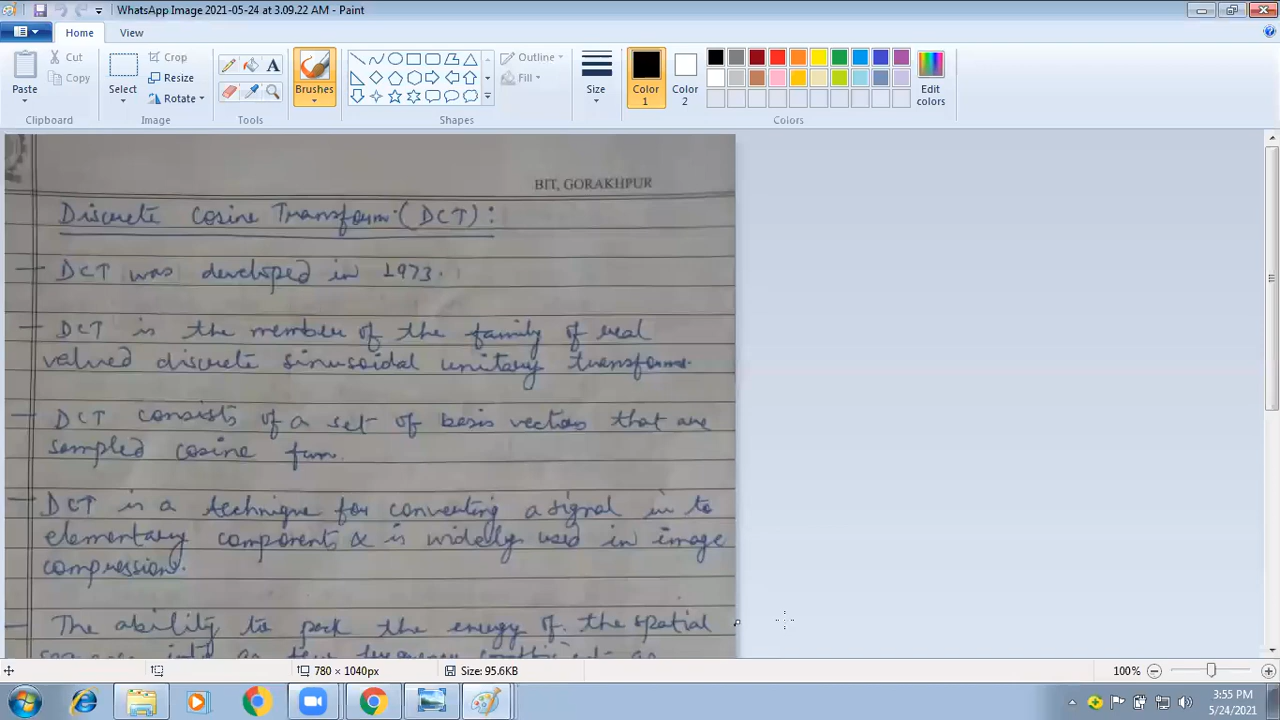 WhatsApp Image 2021-05-24 at 3.09.22 AM - Paint
Home
View
Paste
Cut
Copy
Clipboard
Select
Crop
Resize
Rotate
Image
A
Tools
Brushes
Shapes
Outline
Fill
Size
Color 1
Color 2
Edit colors
Colors
BIT, GORAKHPUR
Discrete Cosine Transform (DCT) :
— DCT was developed in 1973.
— DCT is the member of the family of real
valued discrete sinusoidal unitary transforms.
— DCT consists of a set of basis vectors that are
sampled cosine fun.
— DCT is a technique for converting a signal in to
elementary components & is widely used in image
compression.
— The ability to pack the energy of the spatial
780 × 1040px
Size: 95.6KB
100%
3:55 PM
5/24/2021